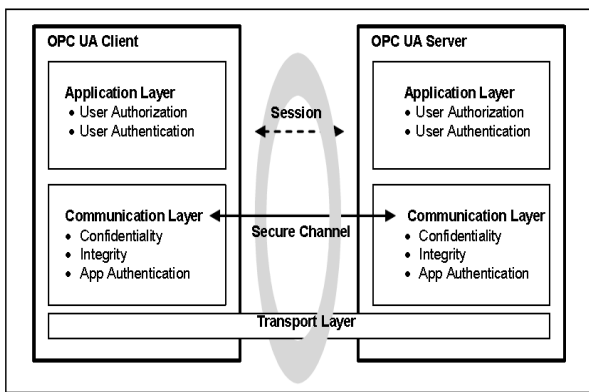 OPC UA Client
Application Layer
• User Authorization
• User Authentication
Communication Layer
• Confidentiality
• Integrity
• App Authentication
Session
Secure Channel
Transport Layer
OPC UA Server
Application Layer
• User Authorization
• User Authentication
Communication Layer
• Confidentiality
• Integrity
• App Authentication